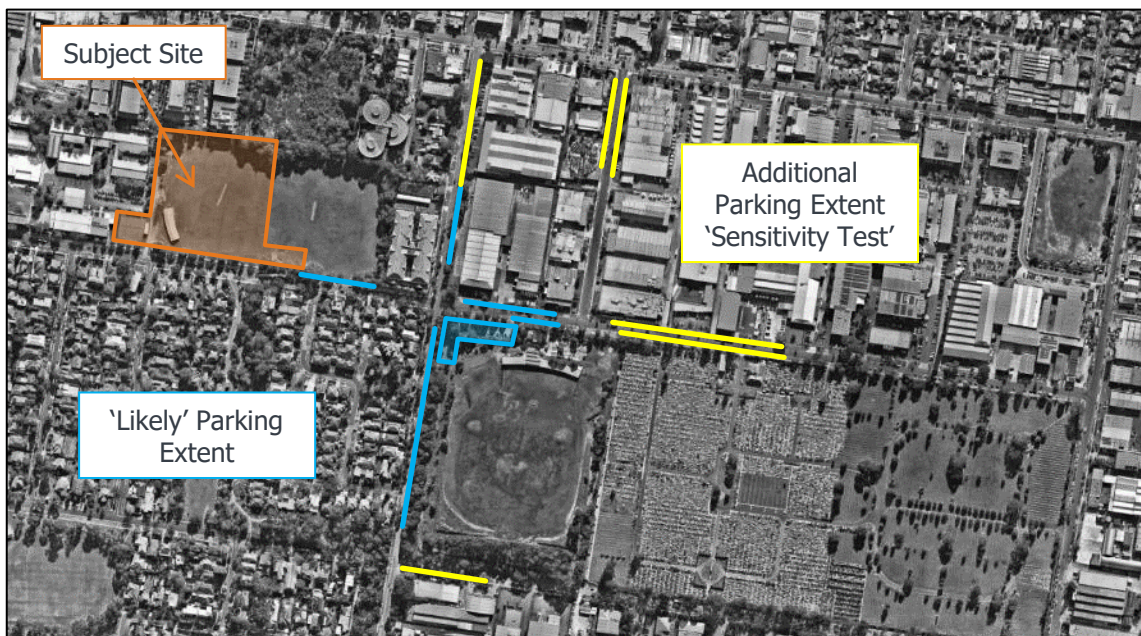 Subject Site
Additional
Parking Extent
‘Sensitivity Test’
‘Likely’ Parking
Extent